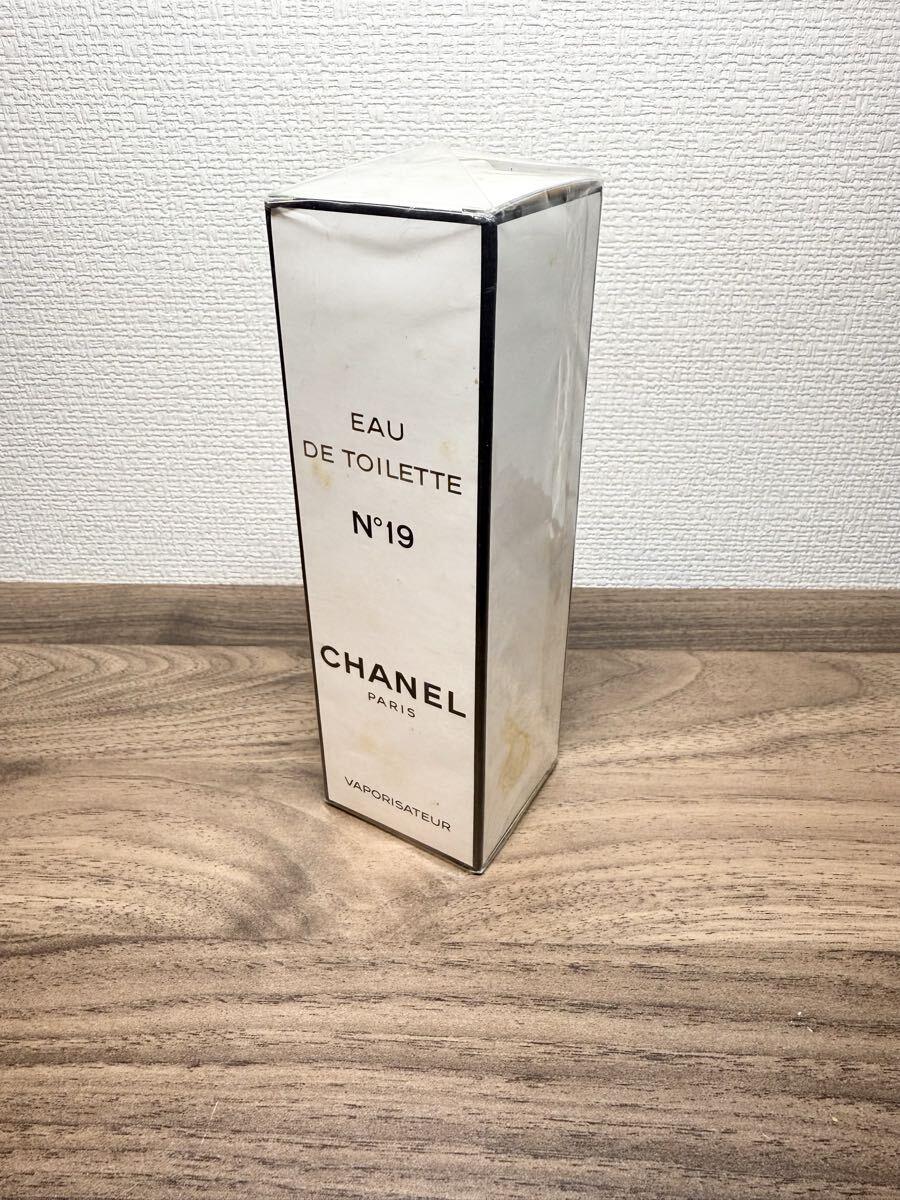 EAU
DE TOILETTE
N°19
CHANEL
PARIS
VAPORISATEUR